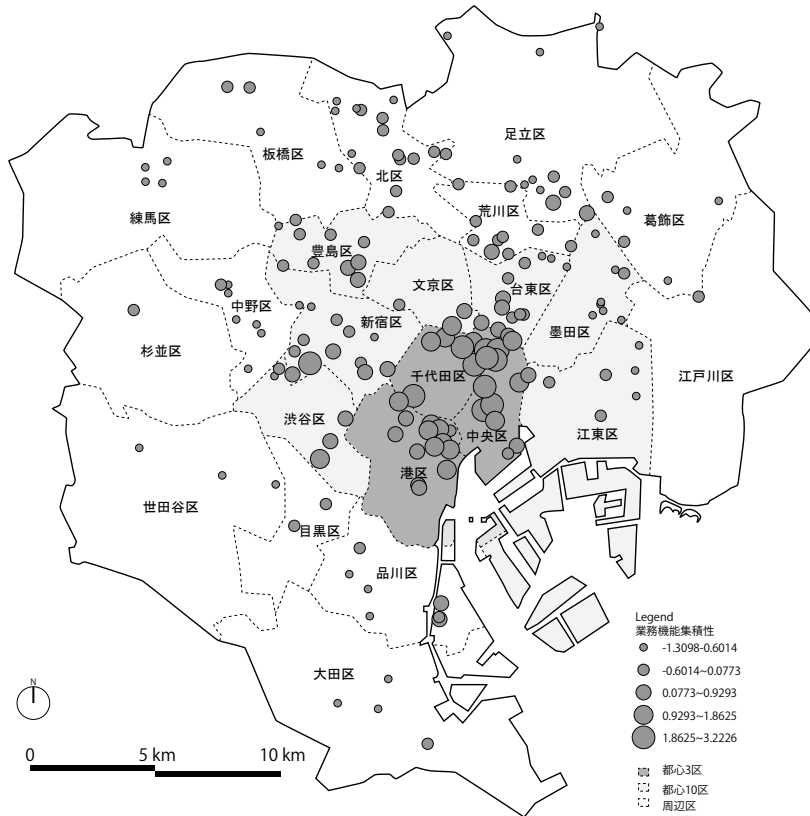 足立区
板橋区
北区
荒川区
葛飾区
練馬区
豊島区
文京区
台東区
中野区
新宿区
墨田区
杉並区
千代田区
江戸川区
渋谷区
中央区
江東区
港区
世田谷区
目黒区
品川区
大田区
Legend
業務機能集積性
-1.3098-0.6014
-0.6014~0.0773
0.0773~0.9293
0.9293~1.8625
1.8625~3.2226
都心3区
都心10区
周辺区
N
0 5 km 10 km